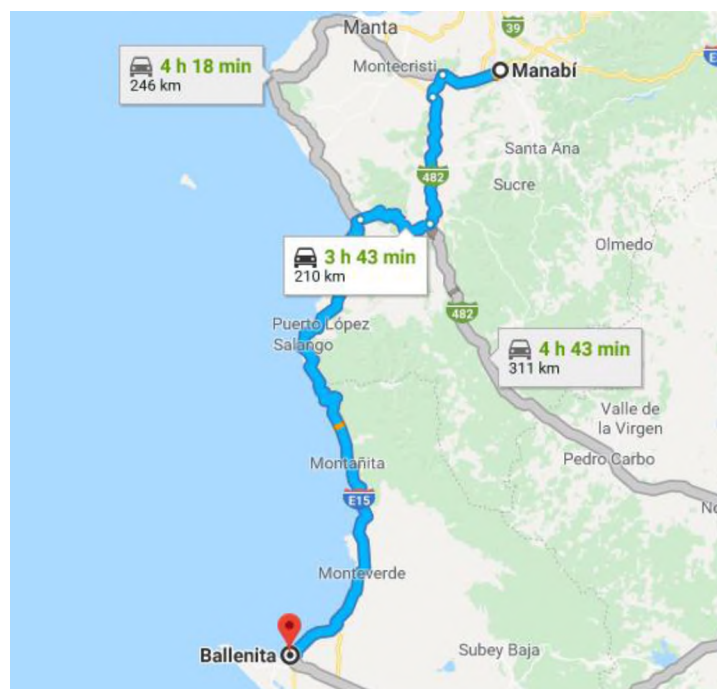 Manta
39
4 h 18 min
246 km
Montecristi
Manabí
Santa Ana
482
Sucre
Olmedo
3 h 43 min
210 km
482
Puerto López
Salango
4 h 43 min
311 km
Valle de
la Virgen
Pedro Carbo
Montañita
E15
Monteverde
Ballenita
Subey Baja